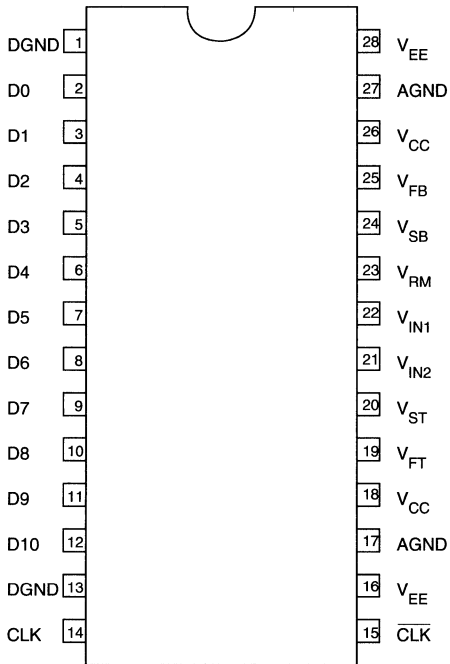 DGND 1 28 VEE
D0 2 27 AGND
D1 3 26 VCC
D2 4 25 VFB
D3 5 24 VSB
D4 6 23 VRM
D5 7 22 VIN1
D6 8 21 VIN2
D7 9 20 VST
D8 10 19 VFT
D9 11 18 VCC
D10 12 17 AGND
DGND 13 16 VEE
CLK 14 15 C̅L̅K̅